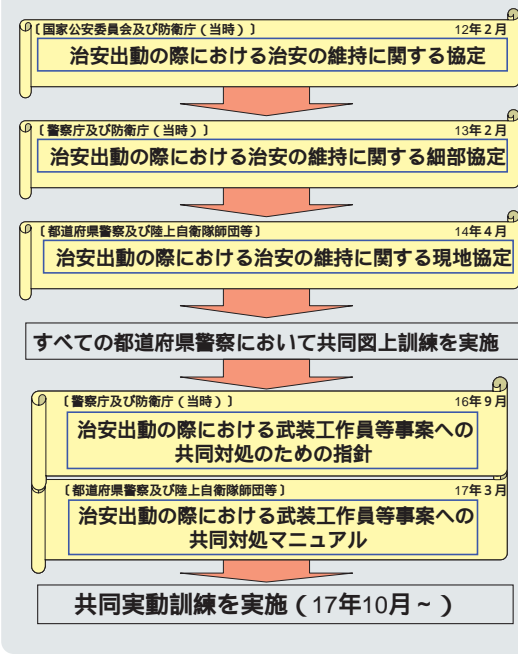 〔国家公安委員会及び防衛庁(当時)〕 12年2月
治安出動の際における治安の維持に関する協定
〔警察庁及び防衛庁(当時)〕 13年2月
治安出動の際における治安の維持に関する細部協定
〔都道府県警察及び陸上自衛隊師団等〕 14年4月
治安出動の際における治安の維持に関する現地協定
すべての都道府県警察において共同図上訓練を実施
〔警察庁及び防衛庁(当時)〕 16年9月
治安出動の際における武装工作員等事案への
共同対処のための指針
〔都道府県警察及び陸上自衛隊師団等〕 17年3月
治安出動の際における武装工作員等事案への
共同対処マニュアル
共同実動訓練を実施(17年10月~)